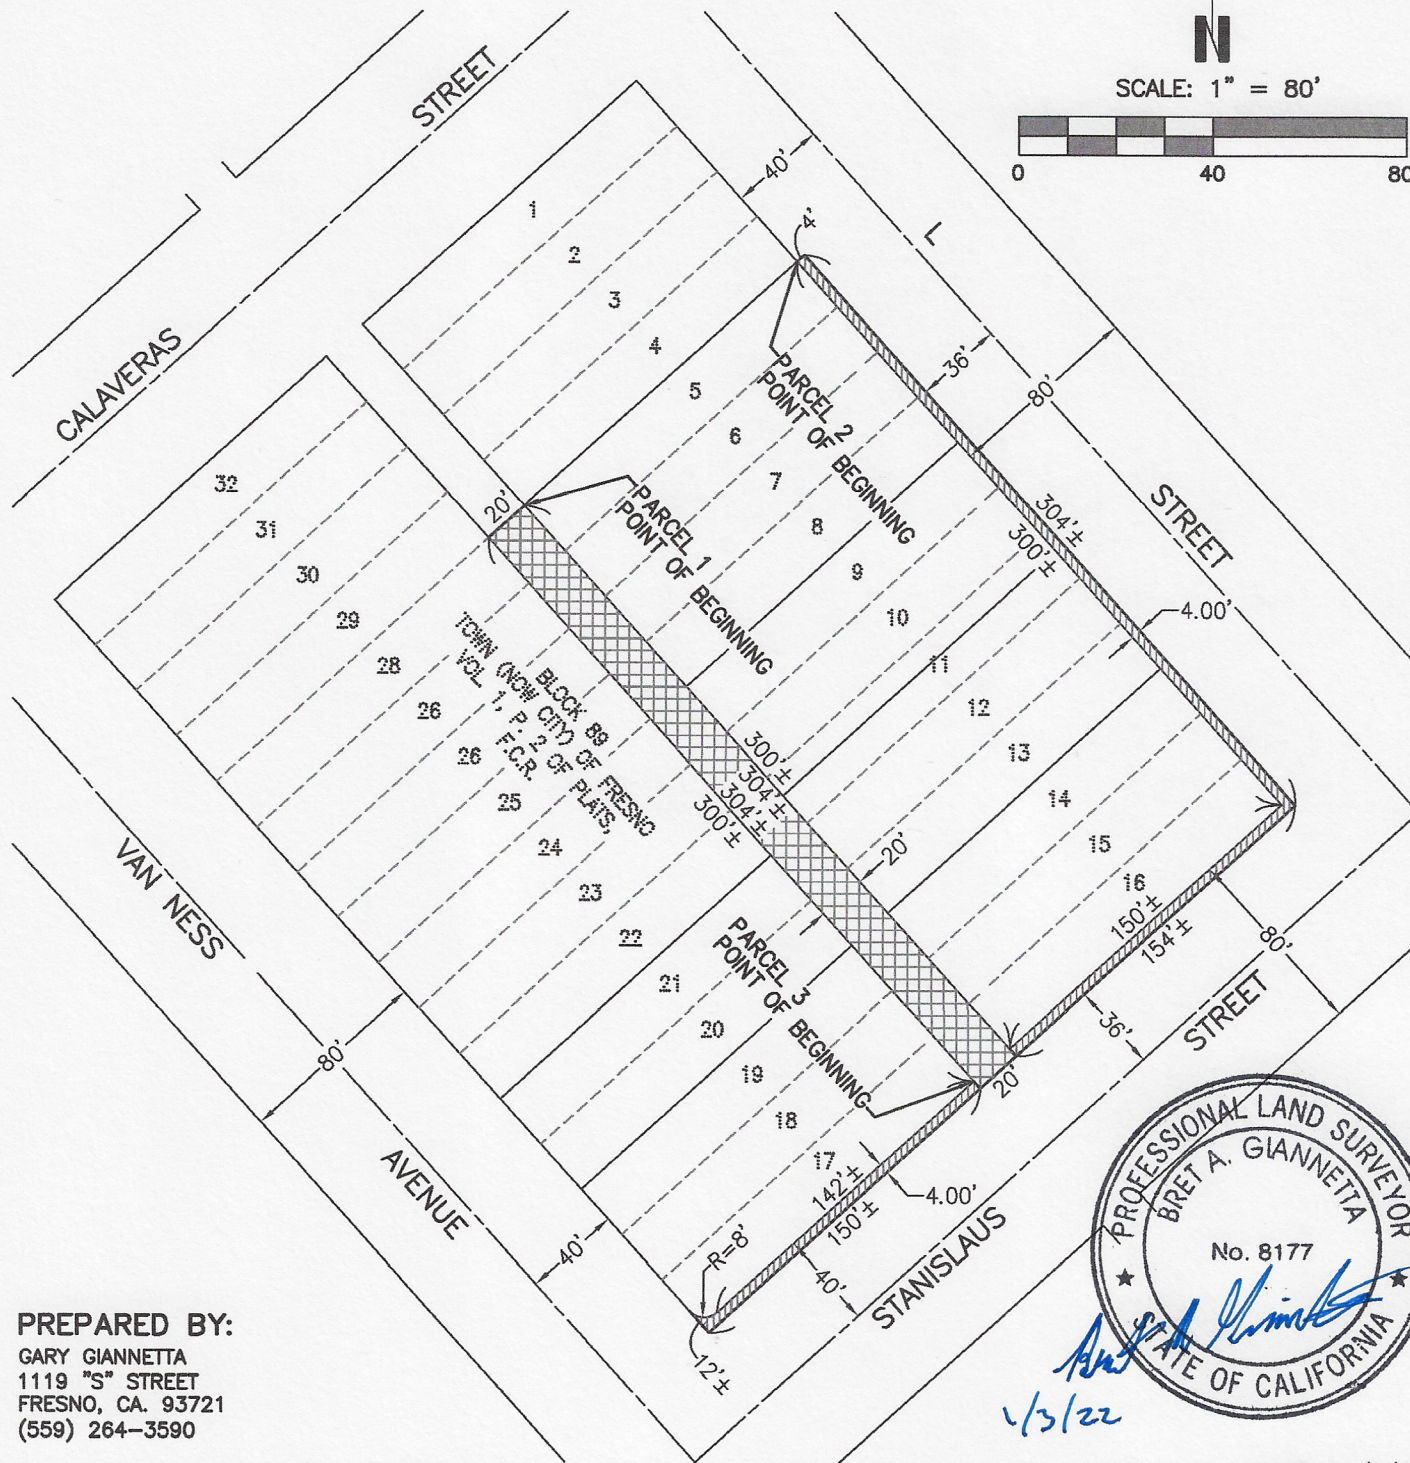 N
SCALE: 1" = 80'
0 40 80
CALAVERAS
STREET
L
STREET
VAN NESS
AVENUE
STANISLAUS
STREET
40'
4'
36'
80'
304'±
300'±
4.00'
1
2
3
4
5
6
7
8
9
10
11
12
13
14
15
16
PARCEL 2
POINT OF BEGINNING
20'
PARCEL 1
POINT OF BEGINNING
32
31
30
29
28
26
26
25
24
23
22
21
20
19
18
17
BLOCK 89
TOWN (NOW CITY) OF FRESNO
VOL. 1, P. 2 OF PLATS,
F.C.R.
300'±
304'±
304'±
300'±
20'
150'±
154'±
80'
36'
20'
PARCEL 3
POINT OF BEGINNING
142'±
150'±
4.00'
40'
R=8'
12'±
80'
40'
PREPARED BY:
GARY GIANNETTA
1119 "S" STREET
FRESNO, CA. 93721
(559) 264-3590
PROFESSIONAL LAND SURVEYOR
BRET A. GIANNETTA
No. 8177
STATE OF CALIFORNIA
1/3/22